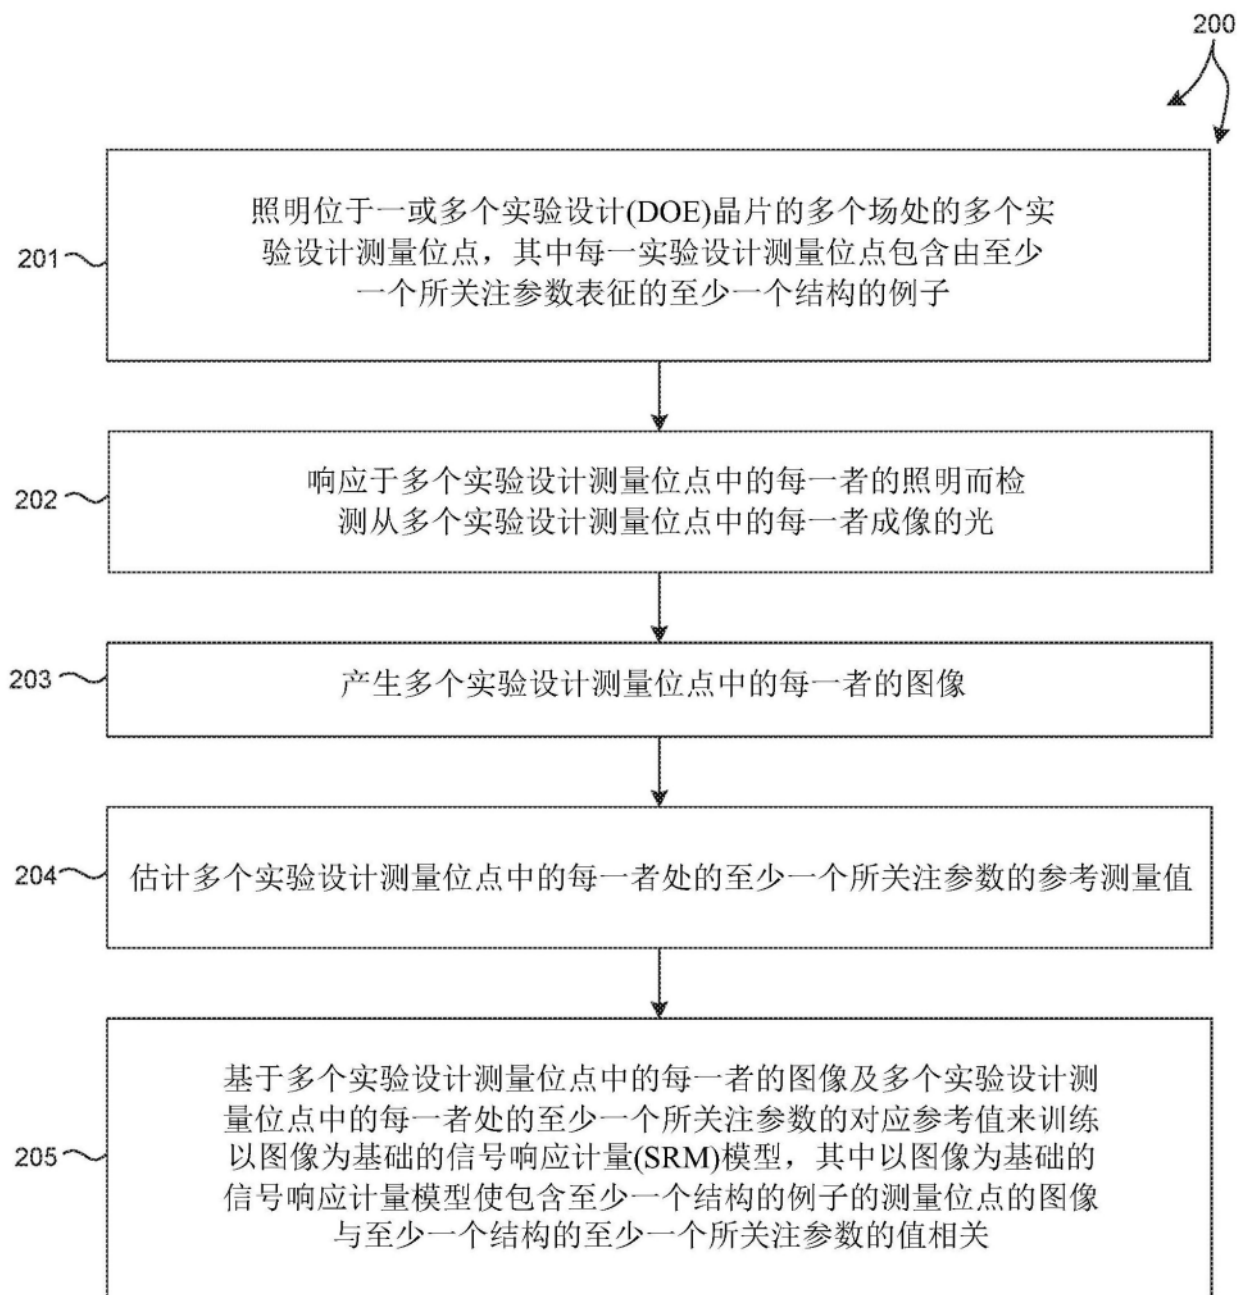 200
201
照明位于一或多个实验设计(DOE)晶片的多个场处的多个实
验设计测量位点，其中每一实验设计测量位点包含由至少
一个所关注参数表征的至少一个结构的例子
202
响应于多个实验设计测量位点中的每一者的照明而检
测从多个实验设计测量位点中的每一者成像的光
203
产生多个实验设计测量位点中的每一者的图像
204
估计多个实验设计测量位点中的每一者处的至少一个所关注参数的参考测量值
205
基于多个实验设计测量位点中的每一者的图像及多个实验设计测
量位点中的每一者处的至少一个所关注参数的对应参考值来训练
以图像为基础的信号响应计量(SRM)模型，其中以图像为基础的
信号响应计量模型使包含至少一个结构的例子的测量位点的图像
与至少一个结构的至少一个所关注参数的值相关